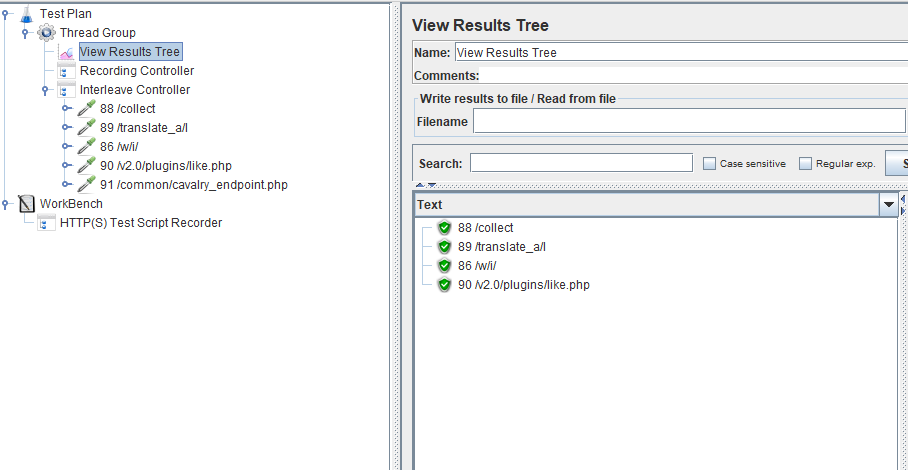 Test Plan
Thread Group
View Results Tree
Recording Controller
Interleave Controller
88 /collect
89 /translate_a/l
86 /w/i/
90 /v2.0/plugins/like.php
91 /common/cavalry_endpoint.php
WorkBench
HTTP(S) Test Script Recorder
View Results Tree
Name: View Results Tree
Comments:
Write results to file / Read from file
Filename
Search: Case sensitive Regular exp. S
Text
88 /collect
89 /translate_a/l
86 /w/i/
90 /v2.0/plugins/like.php